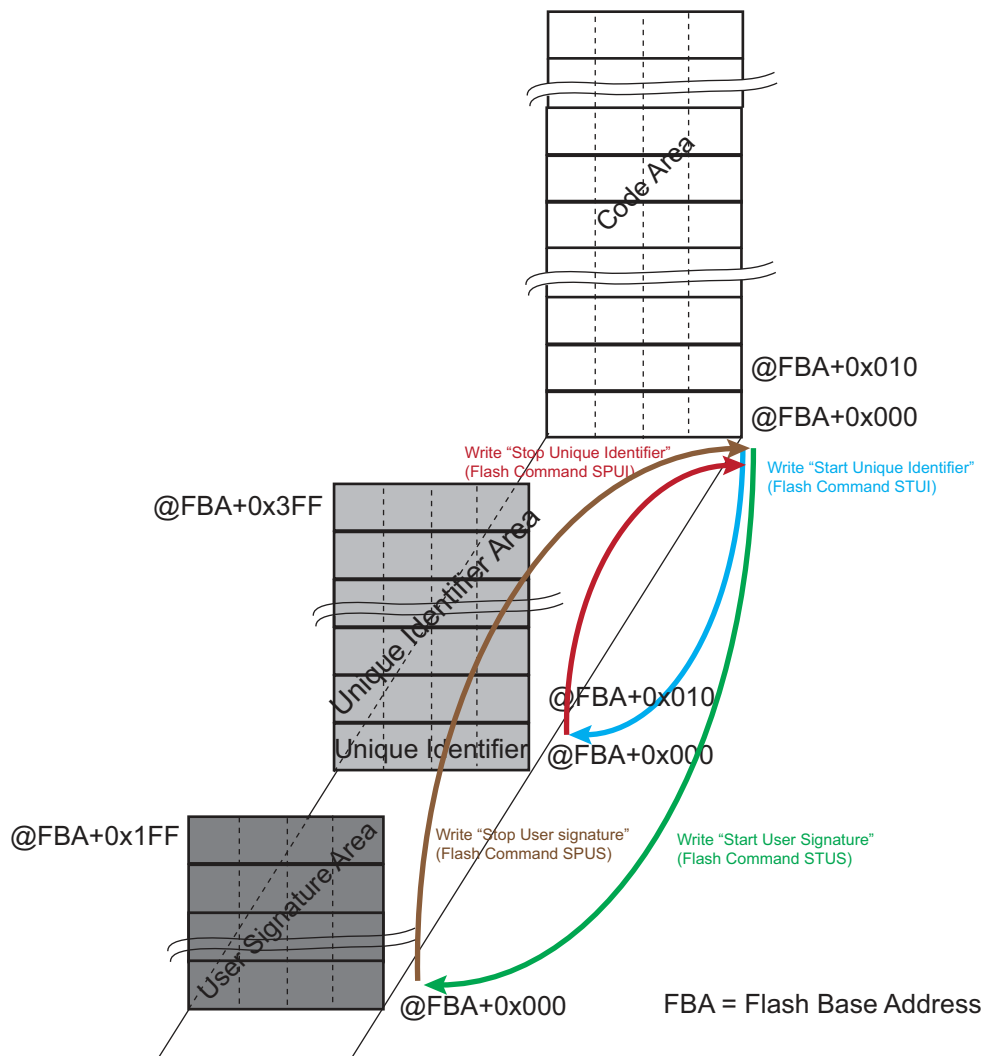 Code Area
@FBA+0x010
@FBA+0x000
Write “Stop Unique Identifier”
(Flash Command SPUI)
Write “Start Unique Identifier”
(Flash Command STUI)
@FBA+0x3FF
Unique Identifier Area
@FBA+0x010
Unique Identifier
@FBA+0x000
@FBA+0x1FF
Write “Stop User signature”
(Flash Command SPUS)
Write “Start User Signature”
(Flash Command STUS)
User Signature Area
@FBA+0x000
FBA = Flash Base Address